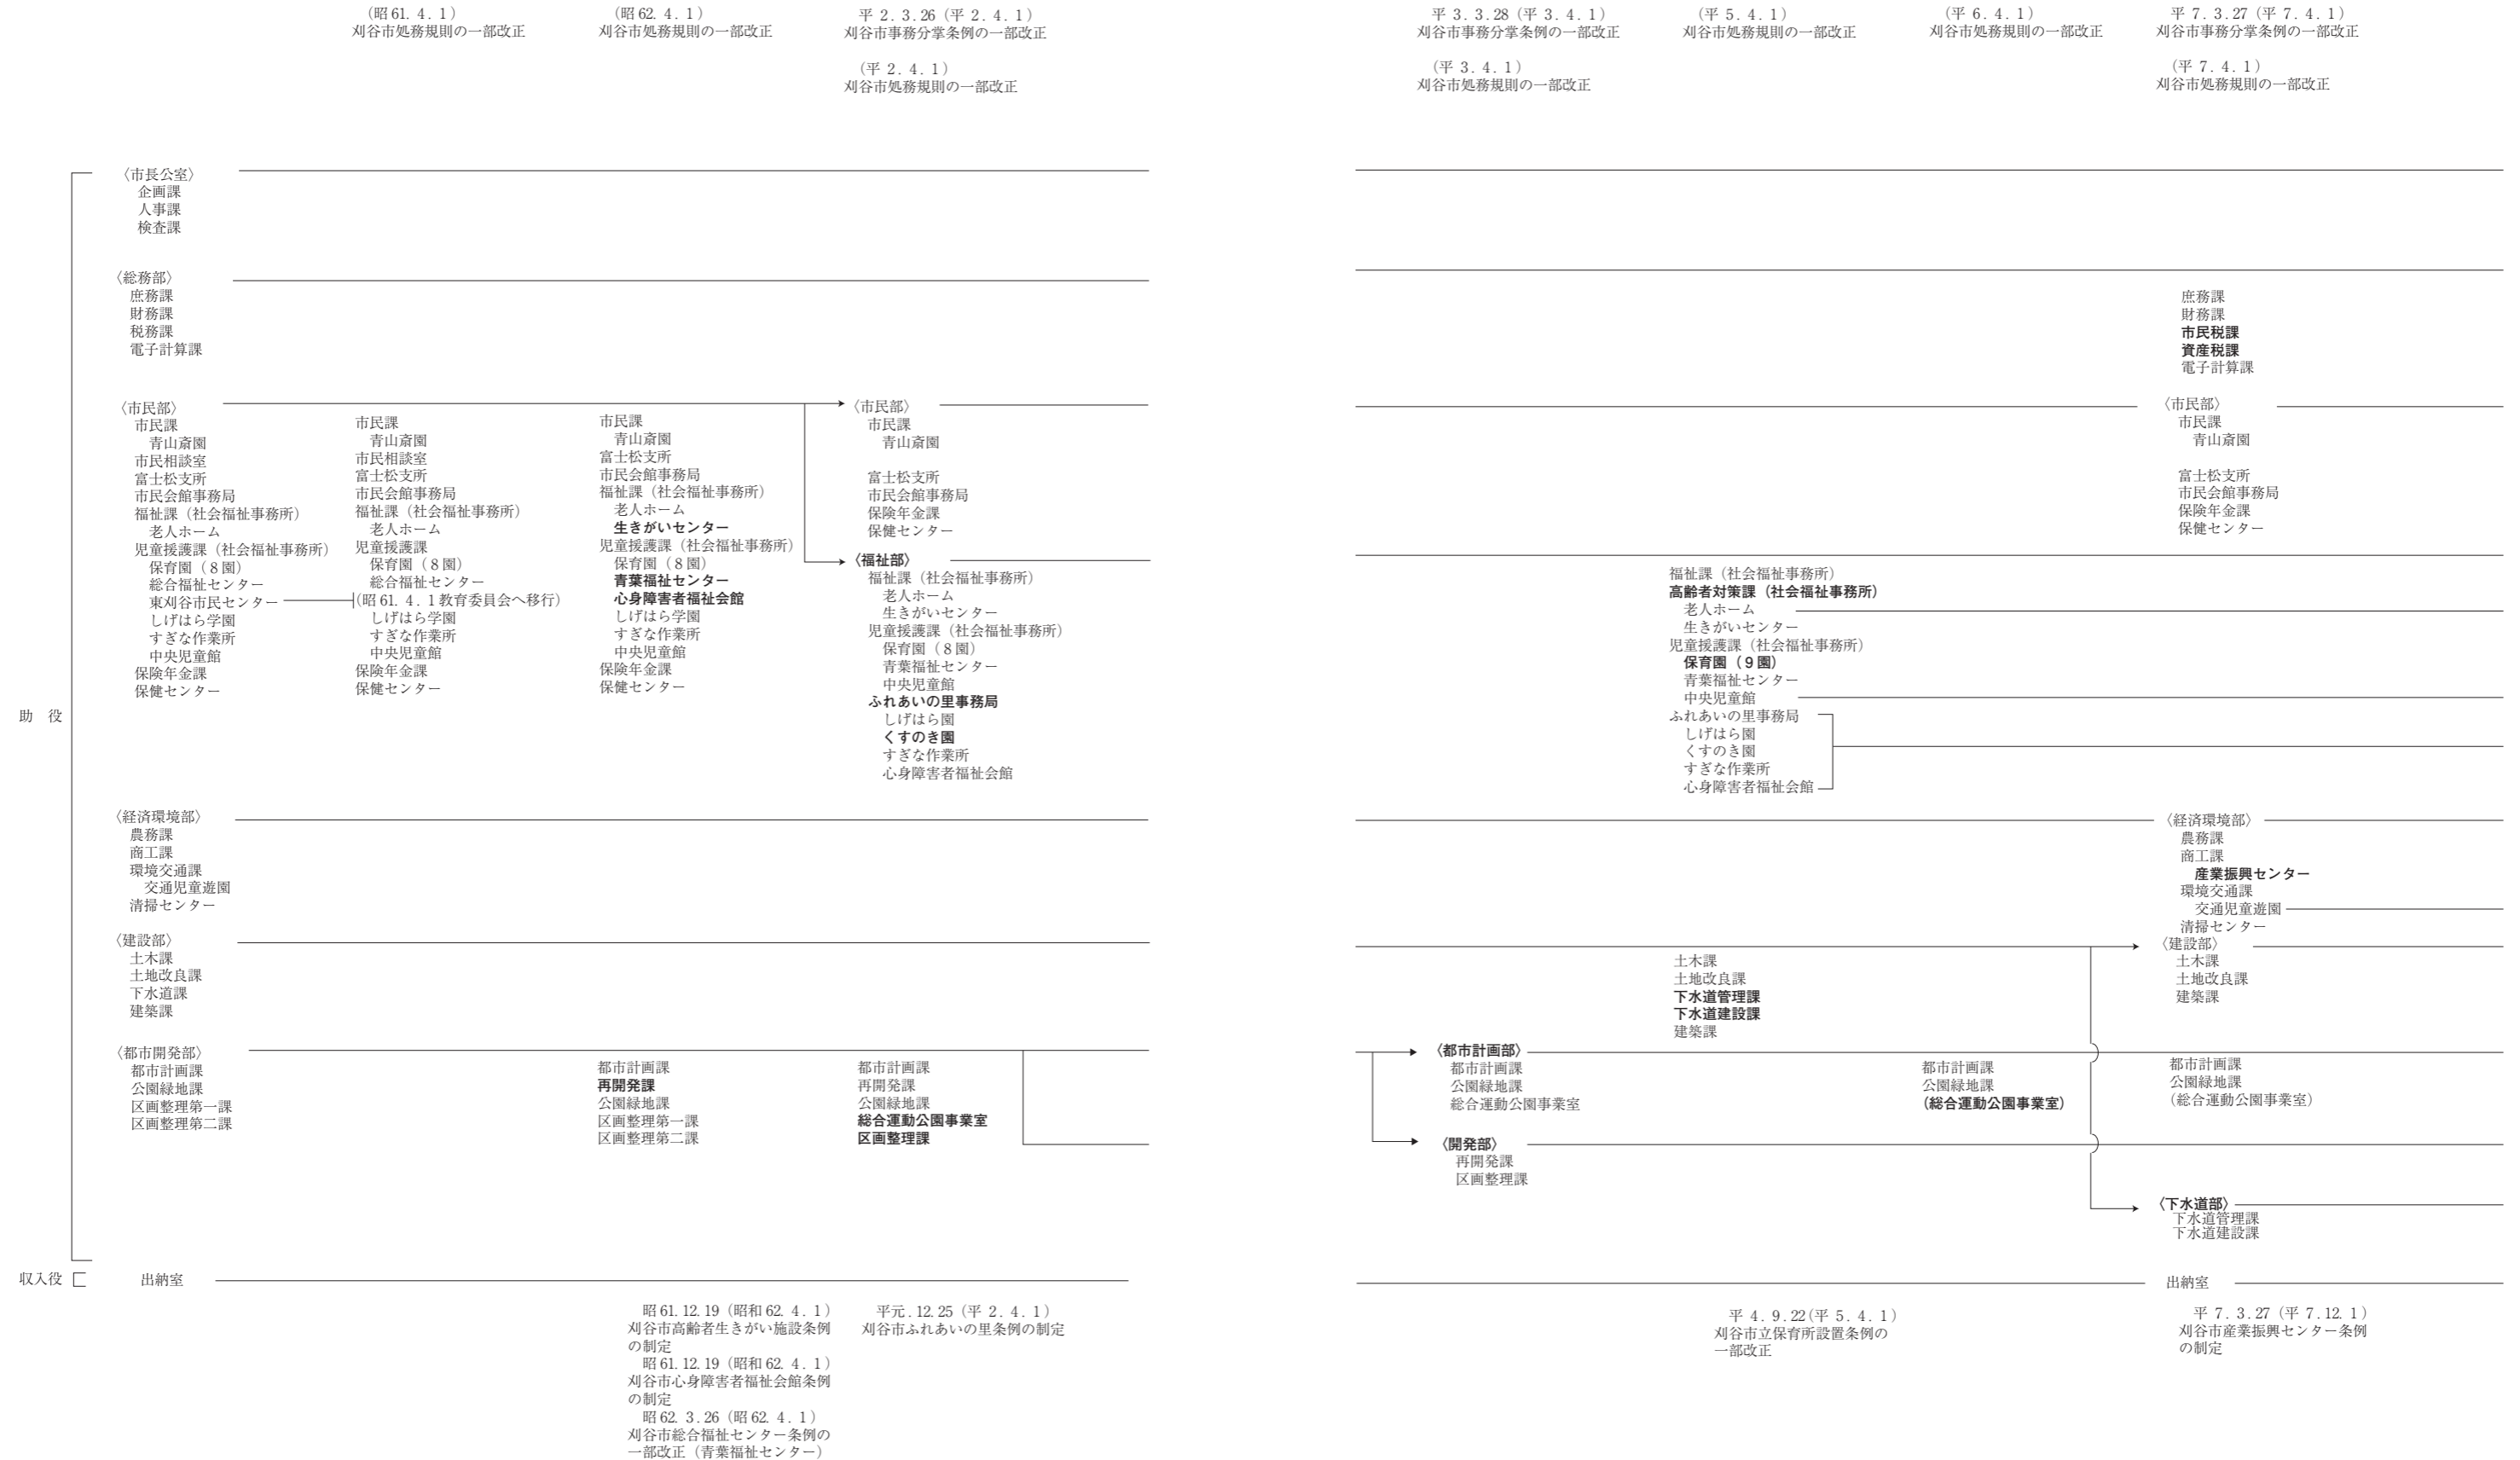 （昭 61. 4. 1）
刈谷市処務規則の一部改正
（昭 62. 4. 1）
刈谷市処務規則の一部改正
平 2. 3. 26（平 2. 4. 1）
刈谷市事務分掌条例の一部改正
（平 2. 4. 1）
刈谷市処務規則の一部改正
平 3. 3. 28（平 3. 4. 1）
刈谷市事務分掌条例の一部改正
（平 3. 4. 1）
刈谷市処務規則の一部改正
（平 5. 4. 1）
刈谷市処務規則の一部改正
（平 6. 4. 1）
刈谷市処務規則の一部改正
平 7. 3. 27（平 7. 4. 1）
刈谷市事務分掌条例の一部改正
（平 7. 4. 1）
刈谷市処務規則の一部改正
助 役
〈市長公室〉
企画課
人事課
検査課
〈総務部〉
庶務課
財務課
税務課
電子計算課
庶務課
財務課
市民税課
資産税課
電子計算課
〈市民部〉
市民課
青山斎園
市民相談室
富士松支所
市民会館事務局
福祉課（社会福祉事務所）
老人ホーム
児童援護課（社会福祉事務所）
保育園（８園）
総合福祉センター
東刈谷市民センター
しげはら学園
すぎな作業所
中央児童館
保険年金課
保健センター
市民課
青山斎園
市民相談室
富士松支所
市民会館事務局
福祉課（社会福祉事務所）
老人ホーム
児童援護課
保育園（８園）
総合福祉センター
（昭 61. 4. 1 教育委員会へ移行）
しげはら学園
すぎな作業所
中央児童館
保険年金課
保健センター
市民課
青山斎園
富士松支所
市民会館事務局
福祉課（社会福祉事務所）
老人ホーム
生きがいセンター
児童援護課（社会福祉事務所）
保育園（８園）
青葉福祉センター
心身障害者福祉会館
しげはら学園
すぎな作業所
中央児童館
保険年金課
保健センター
〈市民部〉
市民課
青山斎園
富士松支所
市民会館事務局
保険年金課
保健センター
〈福祉部〉
福祉課（社会福祉事務所）
老人ホーム
生きがいセンター
児童援護課（社会福祉事務所）
保育園（８園）
青葉福祉センター
中央児童館
ふれあいの里事務局
しげはら園
くすのき園
すぎな作業所
心身障害者福祉会館
福祉課（社会福祉事務所）
高齢者対策課（社会福祉事務所）
老人ホーム
生きがいセンター
児童援護課（社会福祉事務所）
保育園（９園）
青葉福祉センター
中央児童館
ふれあいの里事務局
しげはら園
くすのき園
すぎな作業所
心身障害者福祉会館
〈市民部〉
市民課
青山斎園
富士松支所
市民会館事務局
保険年金課
保健センター
〈経済環境部〉
農務課
商工課
環境交通課
交通児童遊園
清掃センター
〈経済環境部〉
農務課
商工課
産業振興センター
環境交通課
交通児童遊園
清掃センター
〈建設部〉
土木課
土地改良課
下水道課
建築課
土木課
土地改良課
下水道管理課
下水道建設課
建築課
〈建設部〉
土木課
土地改良課
建築課
〈都市開発部〉
都市計画課
公園緑地課
区画整理第一課
区画整理第二課
都市計画課
再開発課
公園緑地課
区画整理第一課
区画整理第二課
都市計画課
再開発課
公園緑地課
総合運動公園事業室
区画整理課
〈都市計画部〉
都市計画課
公園緑地課
総合運動公園事業室
都市計画課
公園緑地課
（総合運動公園事業室）
都市計画課
公園緑地課
（総合運動公園事業室）
〈開発部〉
再開発課
区画整理課
〈下水道部〉
下水道管理課
下水道建設課
収入役
出納室
出納室
昭 61. 12. 19（昭和 62. 4. 1）
刈谷市高齢者生きがい施設条例
の制定
昭 61. 12. 19（昭和 62. 4. 1）
刈谷市心身障害者福祉会館条例
の制定
昭 62. 3. 26（昭 62. 4. 1）
刈谷市総合福祉センター条例の
一部改正（青葉福祉センター）
平元. 12. 25（平 2. 4. 1）
刈谷市ふれあいの里条例の制定
平 4. 9. 22（平 5. 4. 1）
刈谷市立保育所設置条例の
一部改正
平 7. 3. 27（平 7. 12. 1）
刈谷市産業振興センター条例
の制定